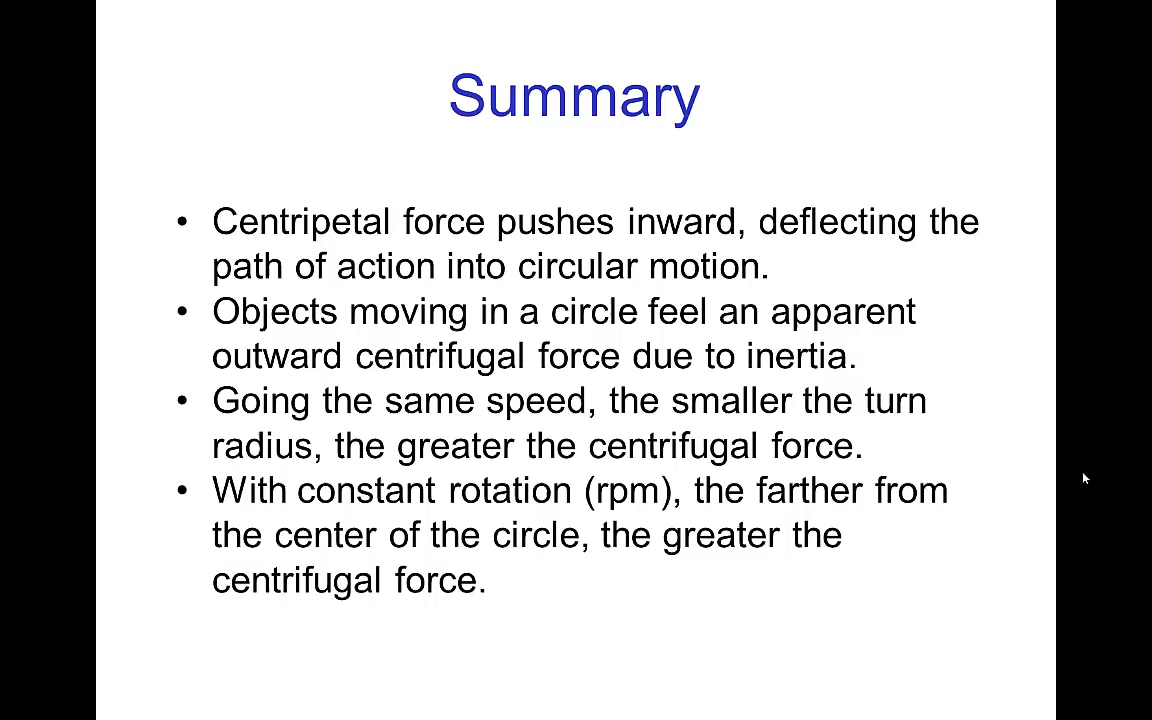 Summary
• Centripetal force pushes inward, deflecting the
path of action into circular motion.
• Objects moving in a circle feel an apparent
outward centrifugal force due to inertia.
• Going the same speed, the smaller the turn
radius, the greater the centrifugal force.
• With constant rotation (rpm), the farther from
the center of the circle, the greater the
centrifugal force.